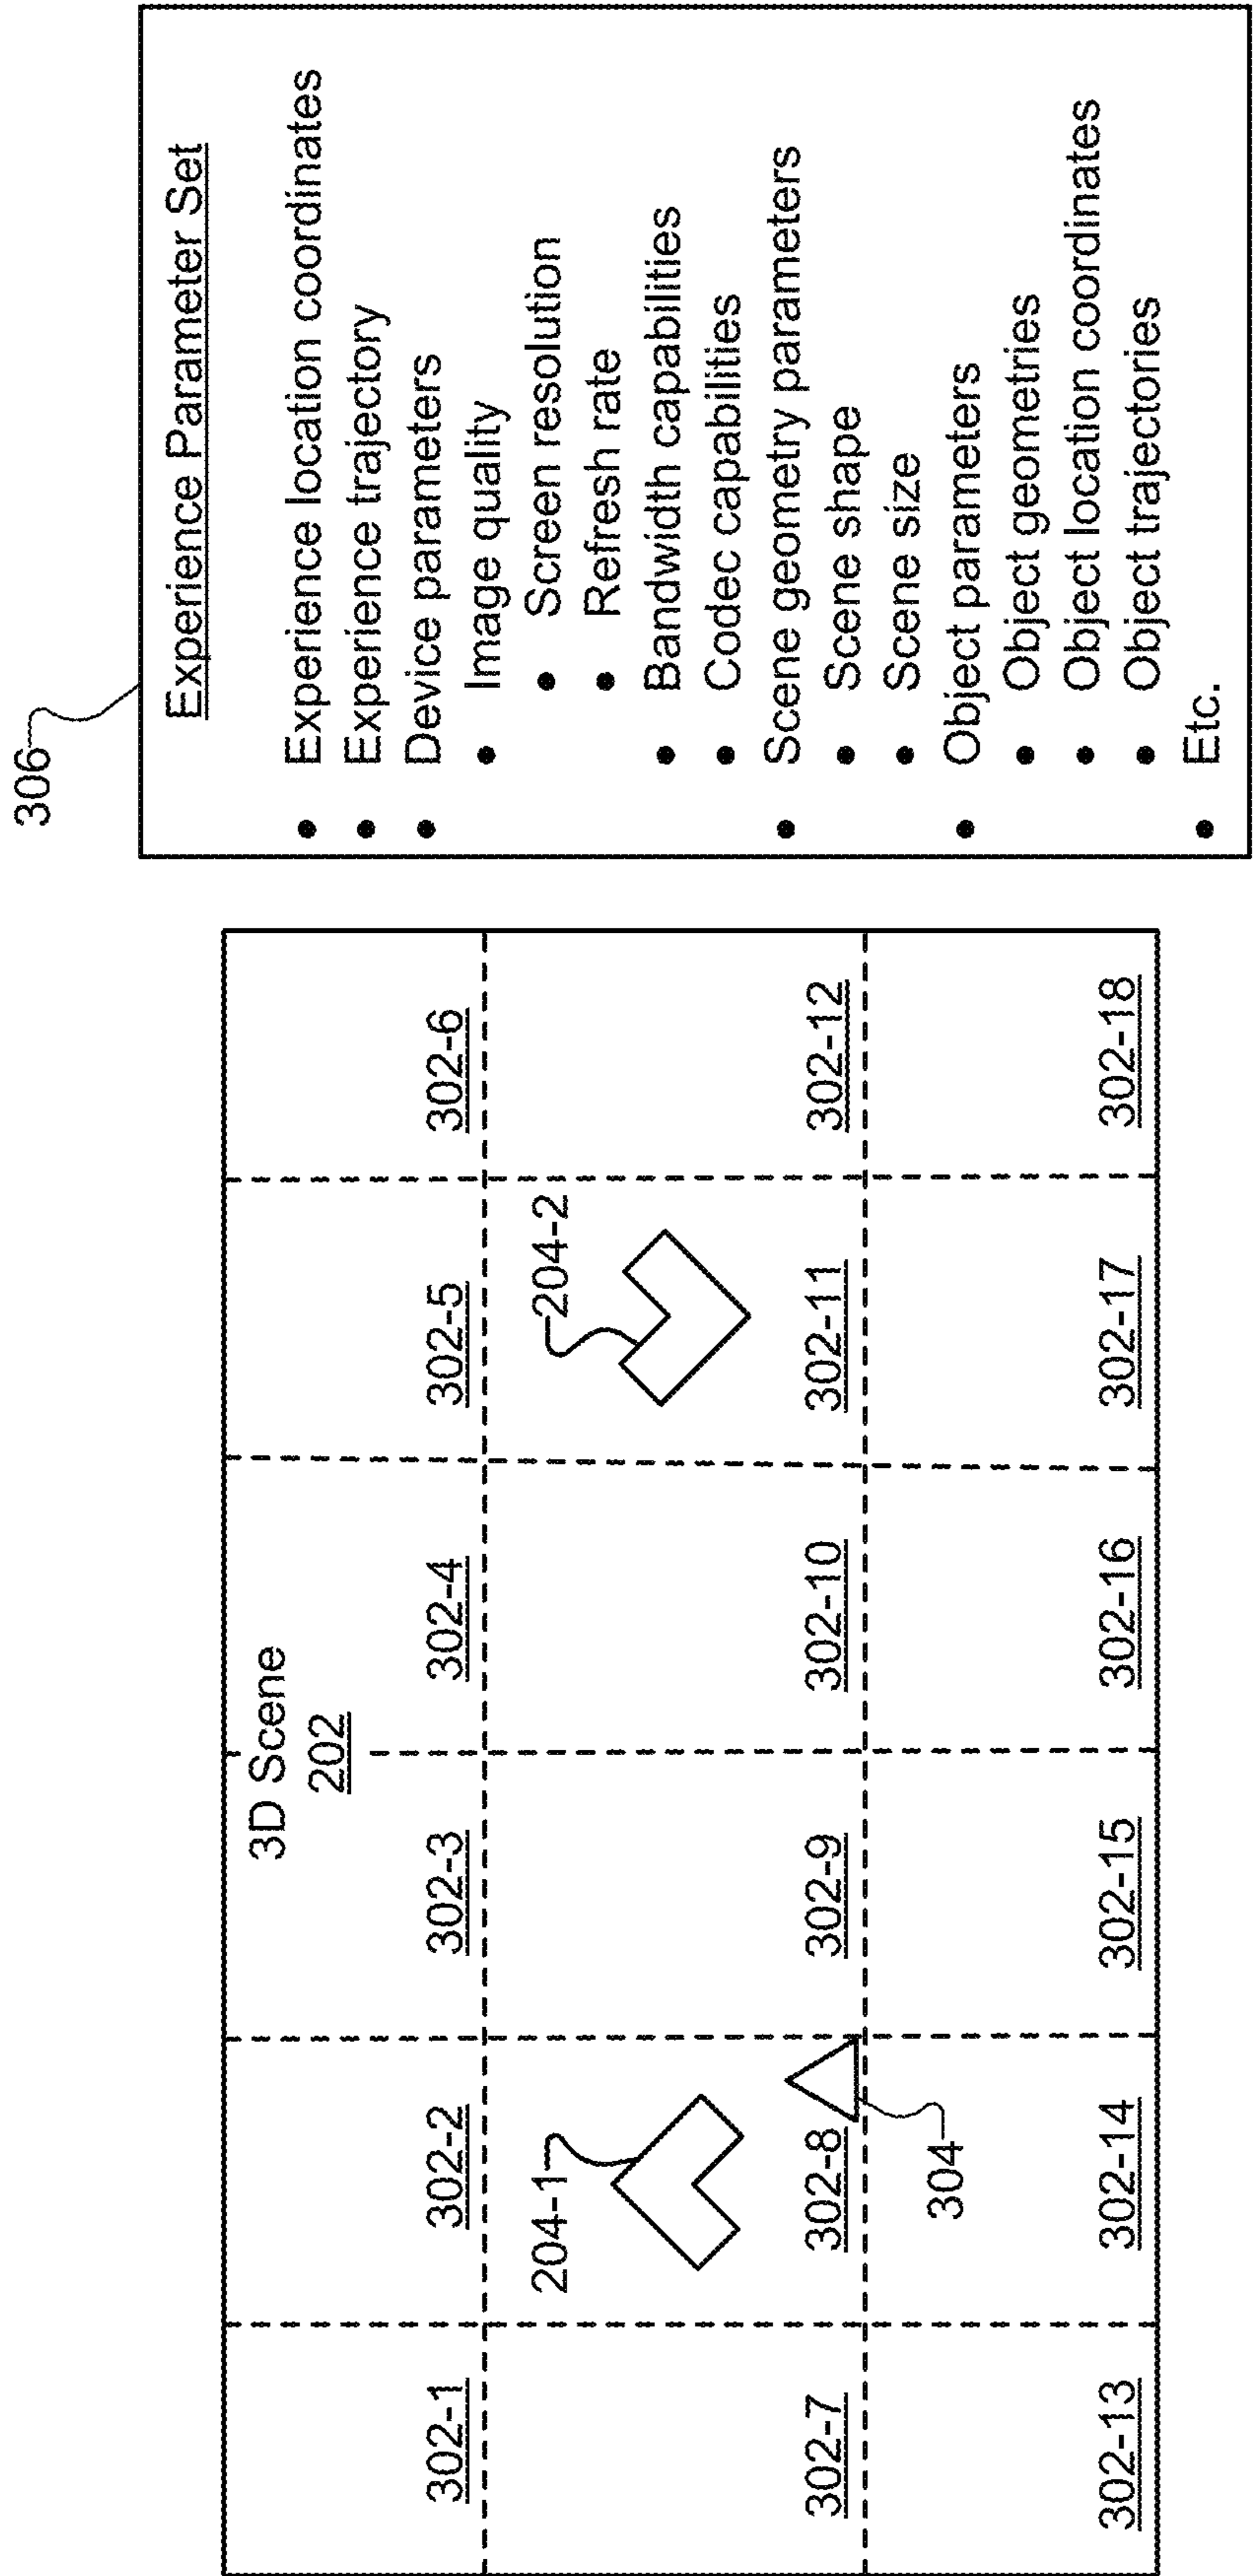 3D Scene
202
302-1 302-2 302-3 302-4 302-5 302-6
204-1 204-2
302-7 302-8 302-9 302-10 302-11 302-12
304
302-13 302-14 302-15 302-16 302-17 302-18
306
Experience Parameter Set
• Experience location coordinates
• Experience trajectory
• Device parameters
• Image quality
• Screen resolution
• Refresh rate
• Bandwidth capabilities
• Codec capabilities
• Scene geometry parameters
• Scene shape
• Scene size
• Object parameters
• Object geometries
• Object location coordinates
• Object trajectories
• Etc.